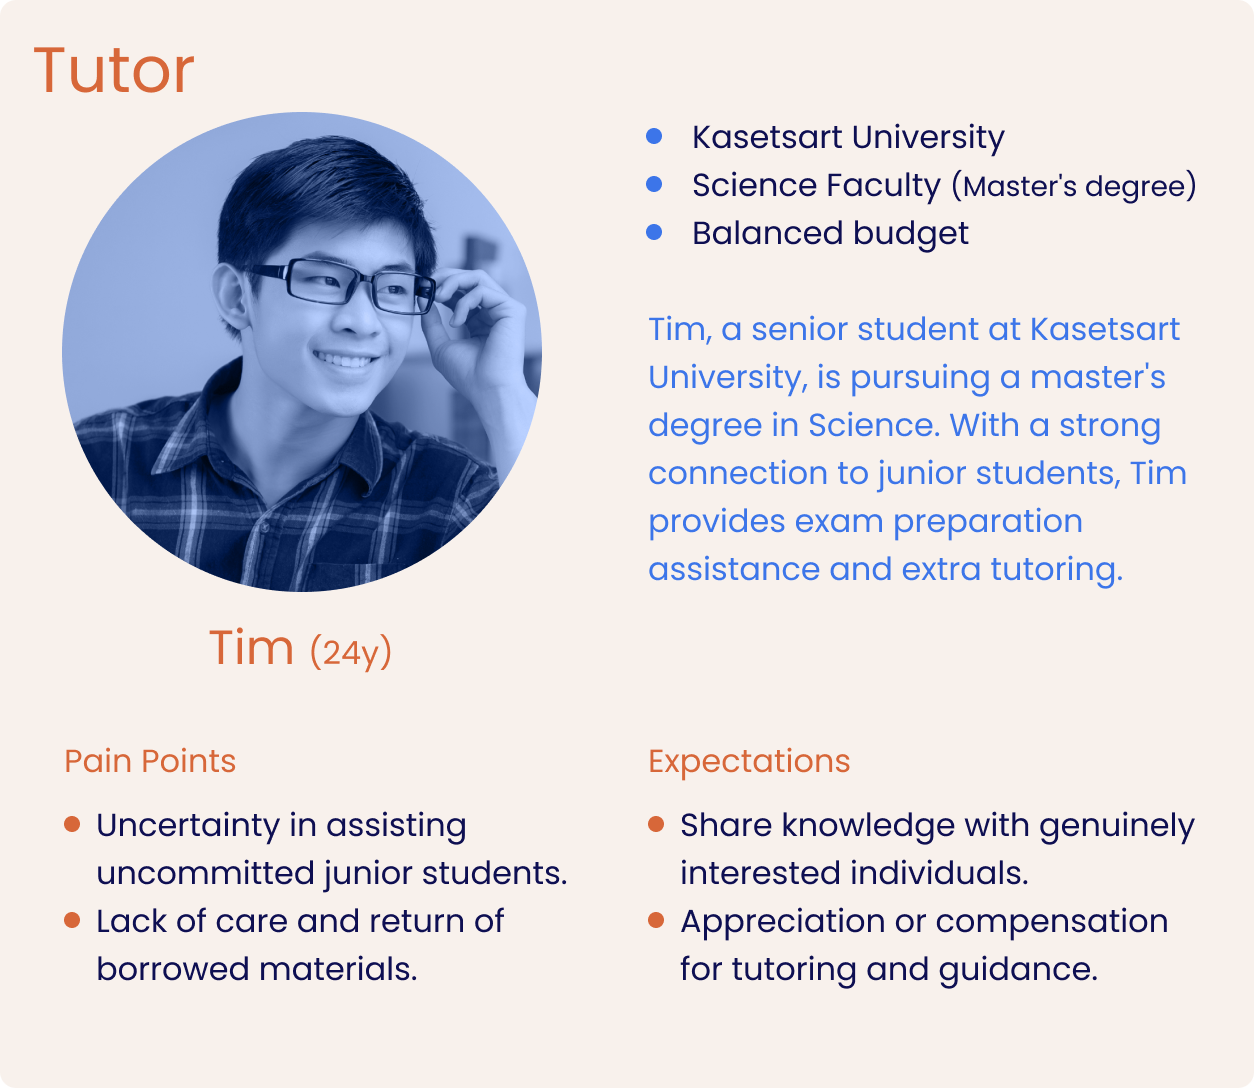 Tutor
Kasetsart University
Science Faculty (Master's degree)
Balanced budget
Tim, a senior student at Kasetsart
University, is pursuing a master's
degree in Science. With a strong
connection to junior students, Tim
provides exam preparation
assistance and extra tutoring.
Tim (24y)
Pain Points
Uncertainty in assisting
uncommitted junior students.
Lack of care and return of
borrowed materials.
Expectations
Share knowledge with genuinely
interested individuals.
Appreciation or compensation
for tutoring and guidance.